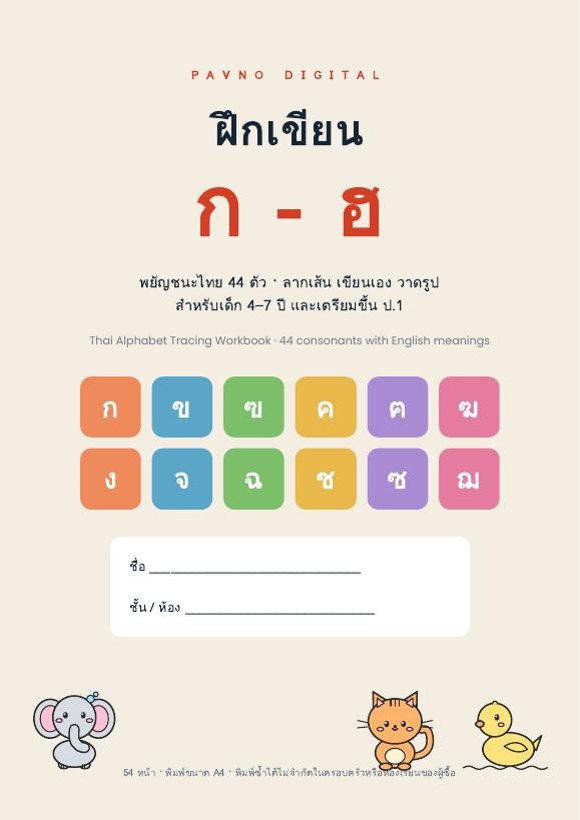 PAVNO DIGITAL
ฝึกเขียน
ก - ฮ
พยัญชนะไทย 44 ตัว · ลากเส้น เขียนเอง วาดรูป
สำหรับเด็ก 4–7 ปี และเตรียมขึ้น ป.1
Thai Alphabet Tracing Workbook · 44 consonants with English meanings
ก ข ฃ ค ฅ ฆ
ง จ ฉ ช ซ ฌ
ชื่อ ______________________________
ชั้น / ห้อง ___________________________
54 หน้า · พิมพ์ขนาด A4 · พิมพ์ซ้ำได้ไม่จำกัดในครอบครัวหรือห้องเรียนของผู้ซื้อ